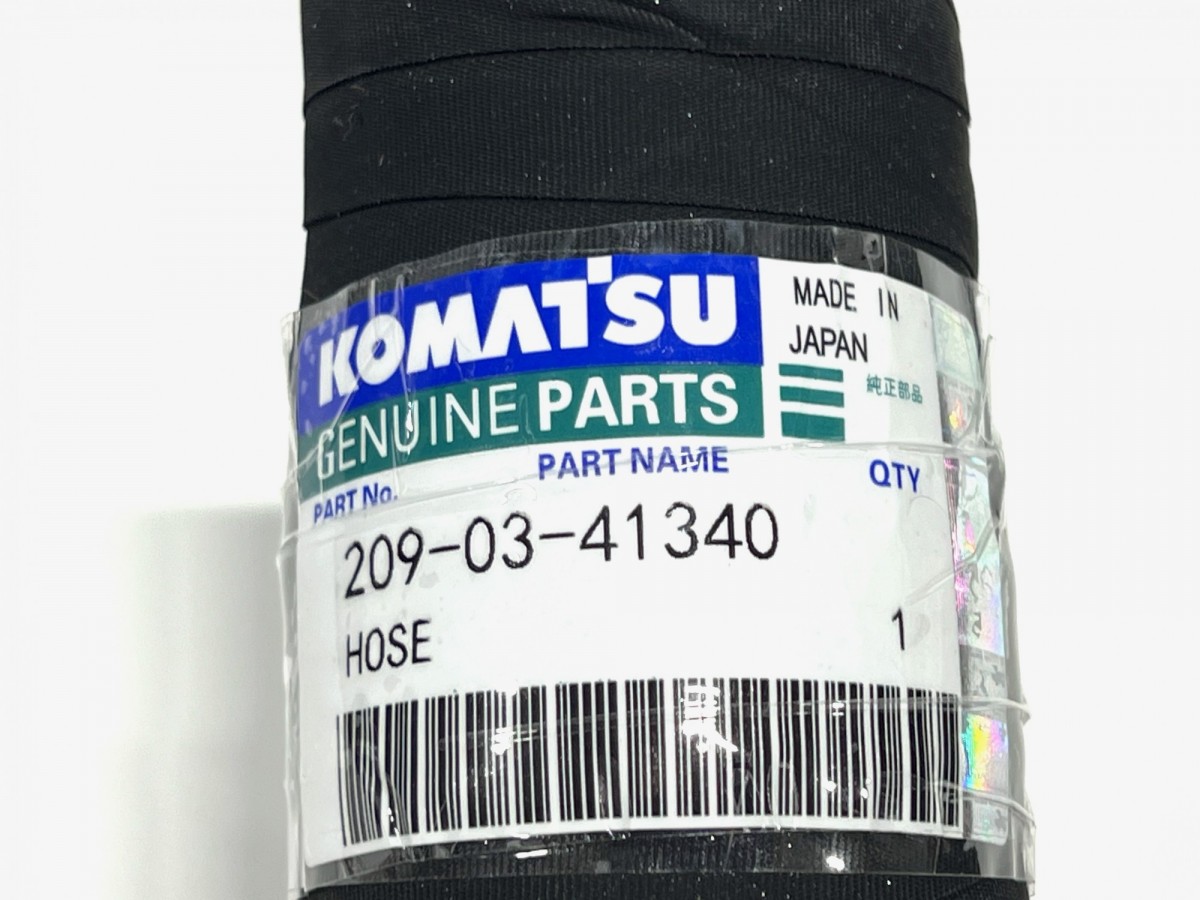 KOMATSU
GENUINE PARTS
MADE IN
JAPAN
純正部品
PART No.
PART NAME
QTY
209-03-41340
HOSE
1